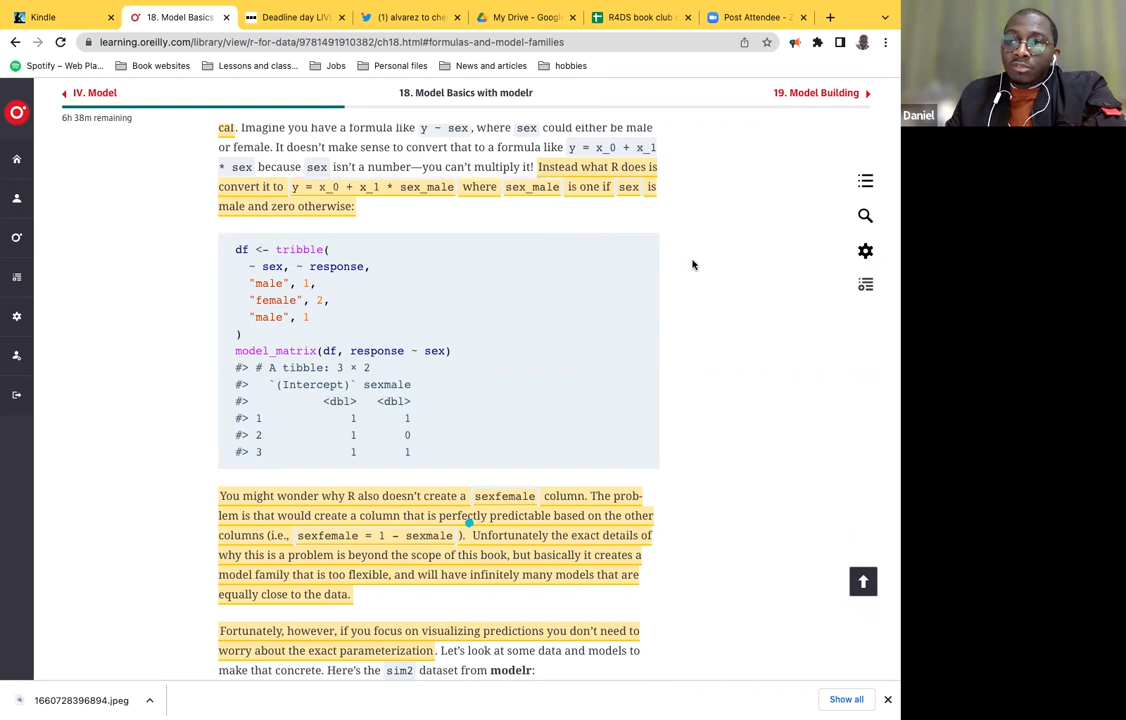 Kindle
18. Model Basics
Deadline day LIV
(1) alvarez to che
My Drive - Google
R4DS book club
Post Attendee - Z
learning.oreilly.com/library/view/r-for-data/9781491910382/ch18.html#formulas-and-model-families
Spotify – Web Pla...
Book websites
Lessons and class...
Jobs
Personal files
News and articles
hobbies
IV. Model
18. Model Basics with modelr
19. Model Building
6h 38m remaining
Daniel
cal. Imagine you have a formula like y ~ sex, where sex could either be male
or female. It doesn't make sense to convert that to a formula like y = x_0 + x_1
* sex because sex isn't a number—you can't multiply it! Instead what R does is
convert it to y = x_0 + x_1 * sex_male where sex_male is one if sex is
male and zero otherwise:
df <- tribble(
~ sex, ~ response,
"male", 1,
"female", 2,
"male", 1
)
model_matrix(df, response ~ sex)
#> # A tibble: 3 × 2
#> `(Intercept)` sexmale
#> <dbl> <dbl>
#> 1 1 1
#> 2 1 0
#> 3 1 1
You might wonder why R also doesn't create a sexfemale column. The prob-
lem is that would create a column that is perfectly predictable based on the other
columns (i.e., sexfemale = 1 - sexmale ). Unfortunately the exact details of
why this is a problem is beyond the scope of this book, but basically it creates a
model family that is too flexible, and will have infinitely many models that are
equally close to the data.
Fortunately, however, if you focus on visualizing predictions you don't need to
worry about the exact parameterization. Let's look at some data and models to
make that concrete. Here's the sim2 dataset from modelr:
1660728396894.jpeg
Show all